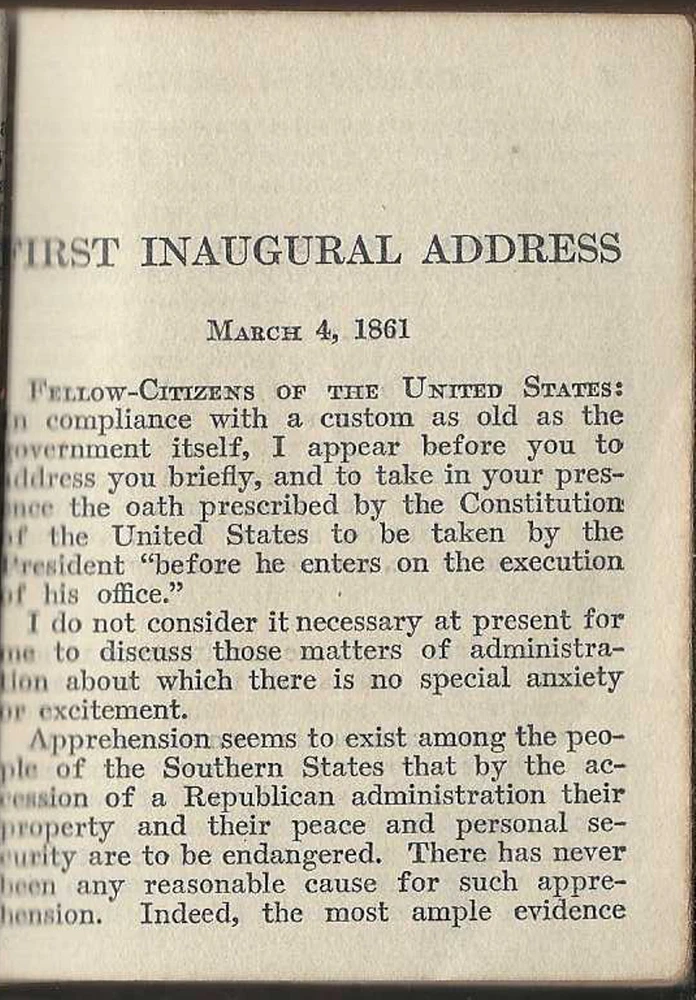 FIRST INAUGURAL ADDRESS
March 4, 1861
Fellow-Citizens of the United States:
In compliance with a custom as old as the
government itself, I appear before you to
address you briefly, and to take in your pres-
ence the oath prescribed by the Constitution
of the United States to be taken by the
President “before he enters on the execution
of his office.”
I do not consider it necessary at present for
me to discuss those matters of administra-
tion about which there is no special anxiety
or excitement.
Apprehension seems to exist among the peo-
ple of the Southern States that by the ac-
cession of a Republican administration their
property and their peace and personal se-
curity are to be endangered. There has never
been any reasonable cause for such appre-
hension. Indeed, the most ample evidence